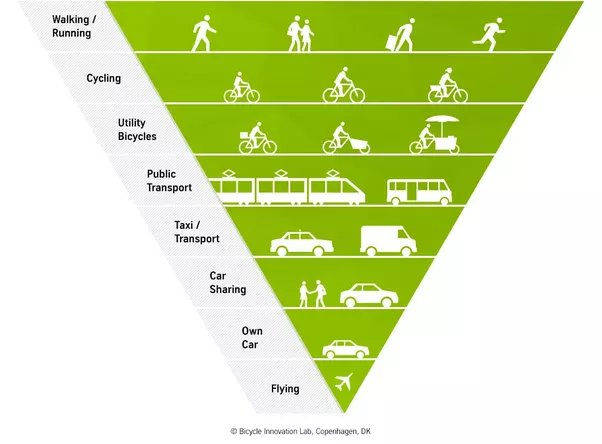 Walking /
Running
Cycling
Utility
Bicycles
Public
Transport
Taxi /
Transport
Car
Sharing
Own
Car
Flying
© Bicycle Innovation Lab, Copenhagen, DK